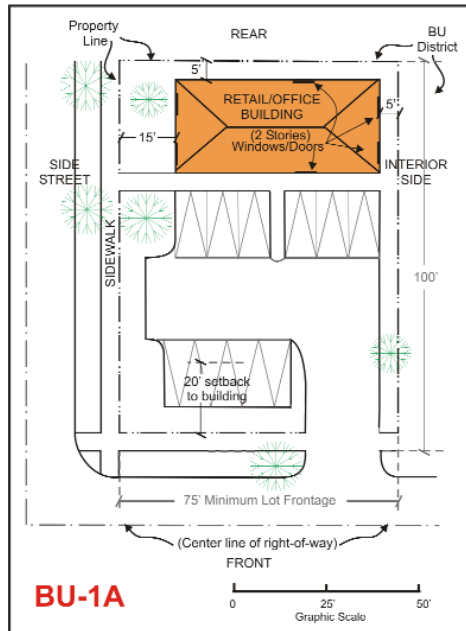 Property
Line
REAR
BU
District
5'
RETAIL/OFFICE
BUILDING
(2 Stories)
Windows/Doors
5'
15'
SIDE
STREET
INTERIOR
SIDE
SIDEWALK
100'
20' setback
to building
75' Minimum Lot Frontage
(Center line of right-of-way)
FRONT
BU-1A
0
25'
50'
Graphic Scale